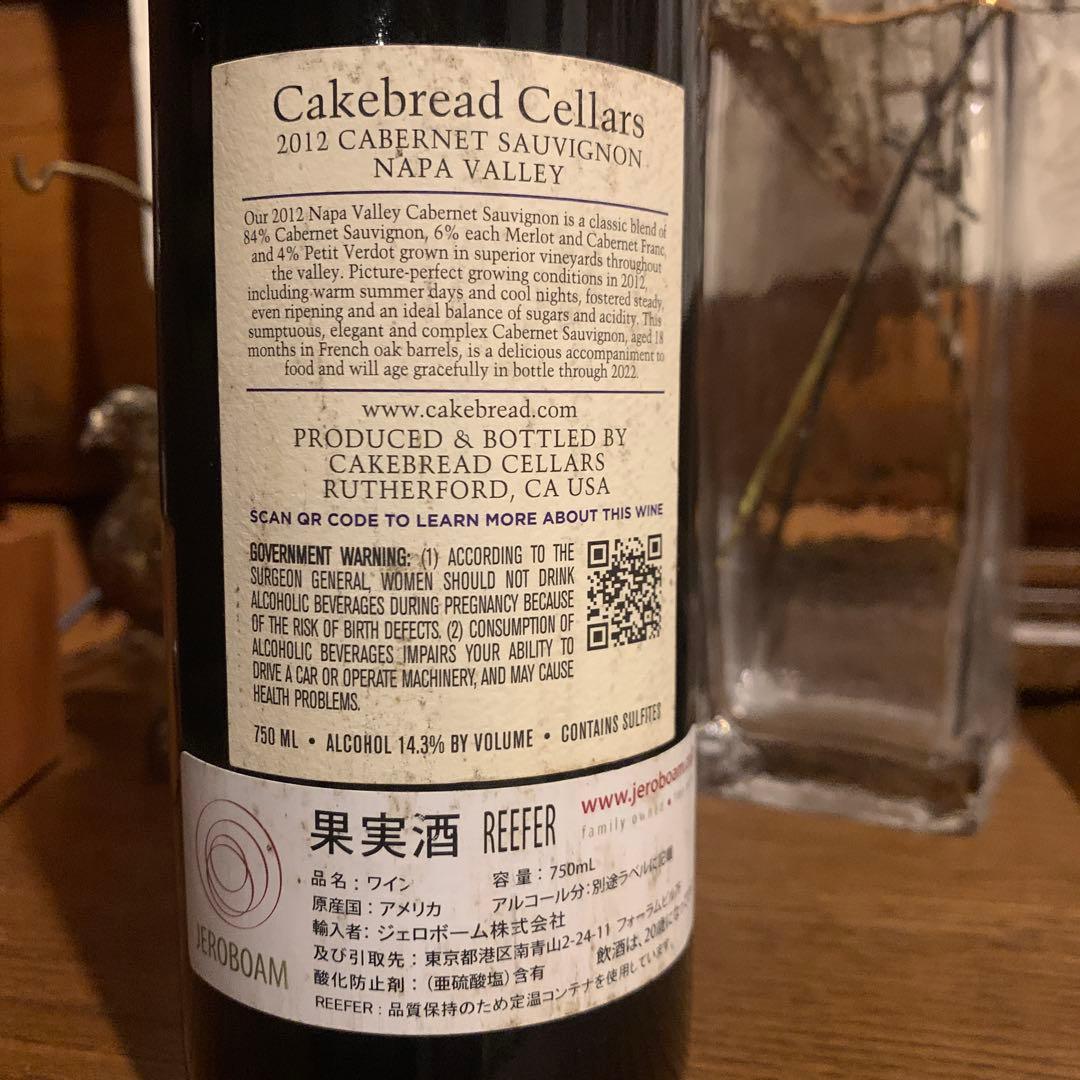 Cakebread Cellars
2012 CABERNET SAUVIGNON
NAPA VALLEY
Our 2012 Napa Valley Cabernet Sauvignon is a classic blend of
84% Cabernet Sauvignon, 6% each Merlot and Cabernet Franc,
and 4% Petit Verdot grown in superior vineyards throughout
the valley. Picture-perfect growing conditions in 2012,
including warm summer days and cool nights, fostered steady,
even ripening and an ideal balance of sugars and acidity. This
sumptuous, elegant and complex Cabernet Sauvignon, aged 18
months in French oak barrels, is a delicious accompaniment to
food and will age gracefully in bottle through 2022.
www.cakebread.com
PRODUCED & BOTTLED BY
CAKEBREAD CELLARS
RUTHERFORD, CA USA
SCAN QR CODE TO LEARN MORE ABOUT THIS WINE
GOVERNMENT WARNING: (1) ACCORDING TO THE
SURGEON GENERAL, WOMEN SHOULD NOT DRINK
ALCOHOLIC BEVERAGES DURING PREGNANCY BECAUSE
OF THE RISK OF BIRTH DEFECTS. (2) CONSUMPTION OF
ALCOHOLIC BEVERAGES IMPAIRS YOUR ABILITY TO
DRIVE A CAR OR OPERATE MACHINERY, AND MAY CAUSE
HEALTH PROBLEMS.
750 ML • ALCOHOL 14.3% BY VOLUME • CONTAINS SULFITES
JEROBOAM
果実酒 REEFER
www.jeroboam.
family owned •
品名：ワイン 容量：750mL
原産国：アメリカ アルコール分：別途ラベルに記載
輸入者：ジェロボーム株式会社
及び引取先：東京都港区南青山2-24-11 フォーラムビル
酸化防止剤：（亜硫酸塩）含有 飲酒は、20歳になっ
REEFER：品質保持のため定温コンテナを使用しています。